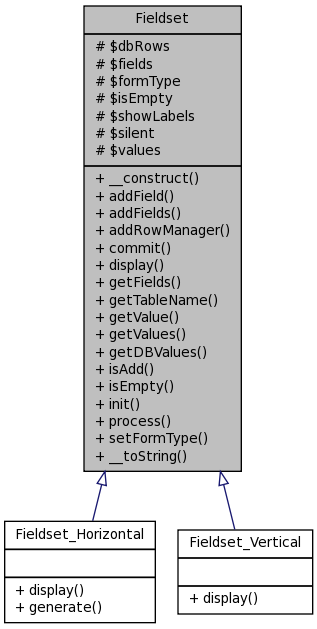 Fieldset
# $dbRows
# $fields
# $formType
# $isEmpty
# $showLabels
# $silent
# $values
+ __construct()
+ addField()
+ addFields()
+ addRowManager()
+ commit()
+ display()
+ getFields()
+ getTableName()
+ getValue()
+ getValues()
+ getDBValues()
+ isAdd()
+ isEmpty()
+ init()
+ process()
+ setFormType()
+ __toString()
Fieldset_Horizontal
+ display()
+ generate()
Fieldset_Vertical
+ display()